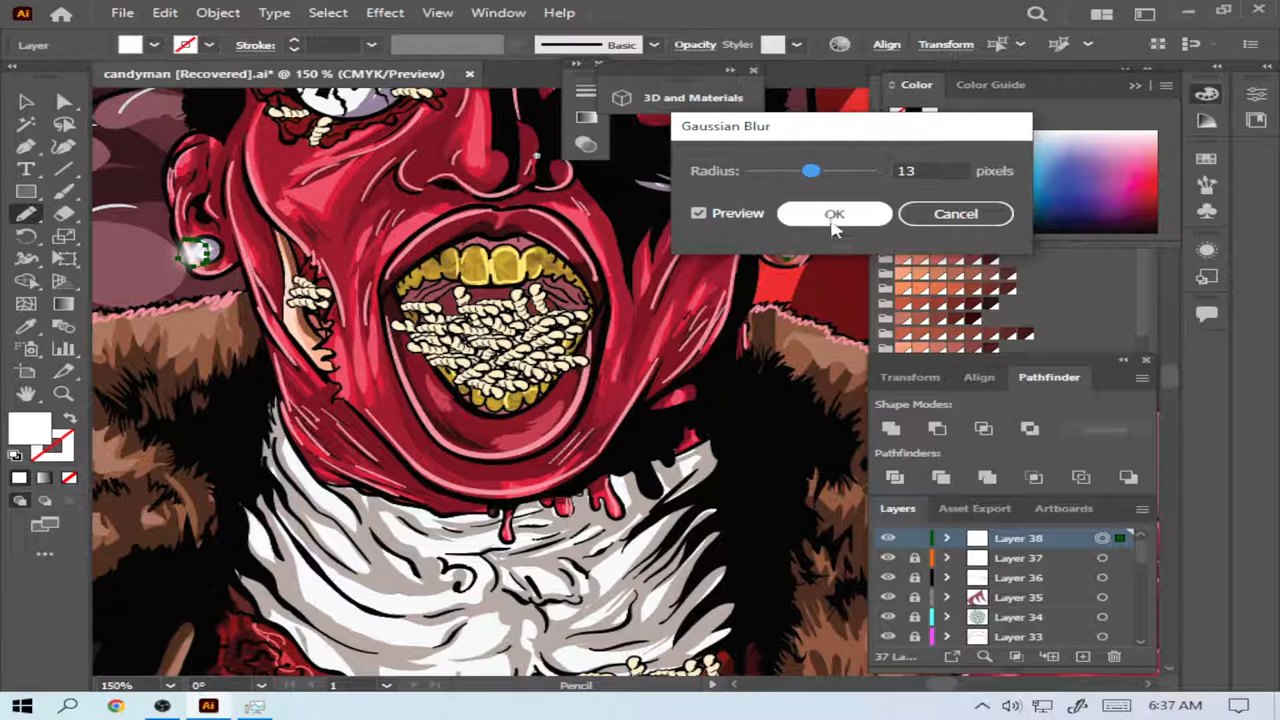 Ai File Edit Object Type Select Effect View Window Help
Layer Stroke: Basic Opacity Style: Align Transform
candyman [Recovered].ai* @ 150 % (CMYK/Preview)
3D and Materials
Color Color Guide
Gaussian Blur
Radius: 13 pixels
Preview OK Cancel
Transform Align Pathfinder
Shape Modes:
Pathfinders:
Layers Asset Export Artboards
Layer 38
Layer 37
Layer 36
Layer 35
Layer 34
Layer 33
37 La...
150% 0° 1 Pencil
Ai 6:37 AM